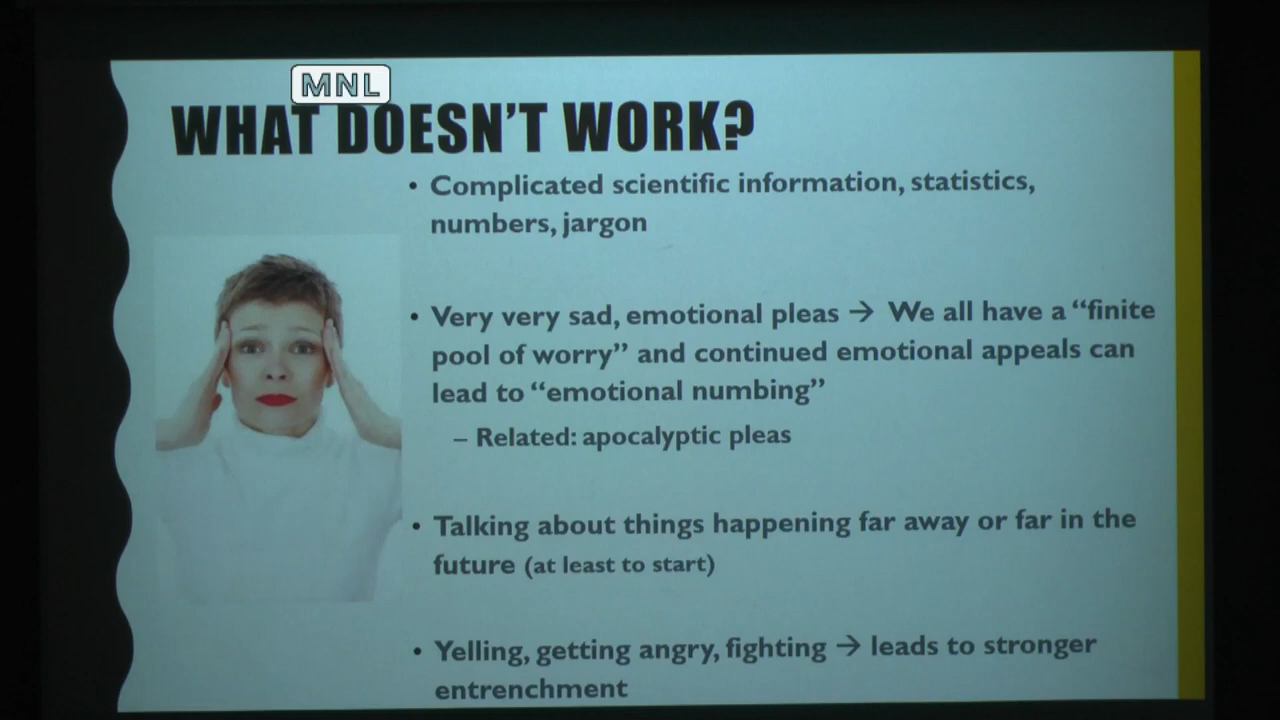 MNL
WHAT DOESN'T WORK?
• Complicated scientific information, statistics,
numbers, jargon
• Very very sad, emotional pleas → We all have a “finite
pool of worry” and continued emotional appeals can
lead to “emotional numbing”
– Related: apocalyptic pleas
• Talking about things happening far away or far in the
future (at least to start)
• Yelling, getting angry, fighting → leads to stronger
entrenchment